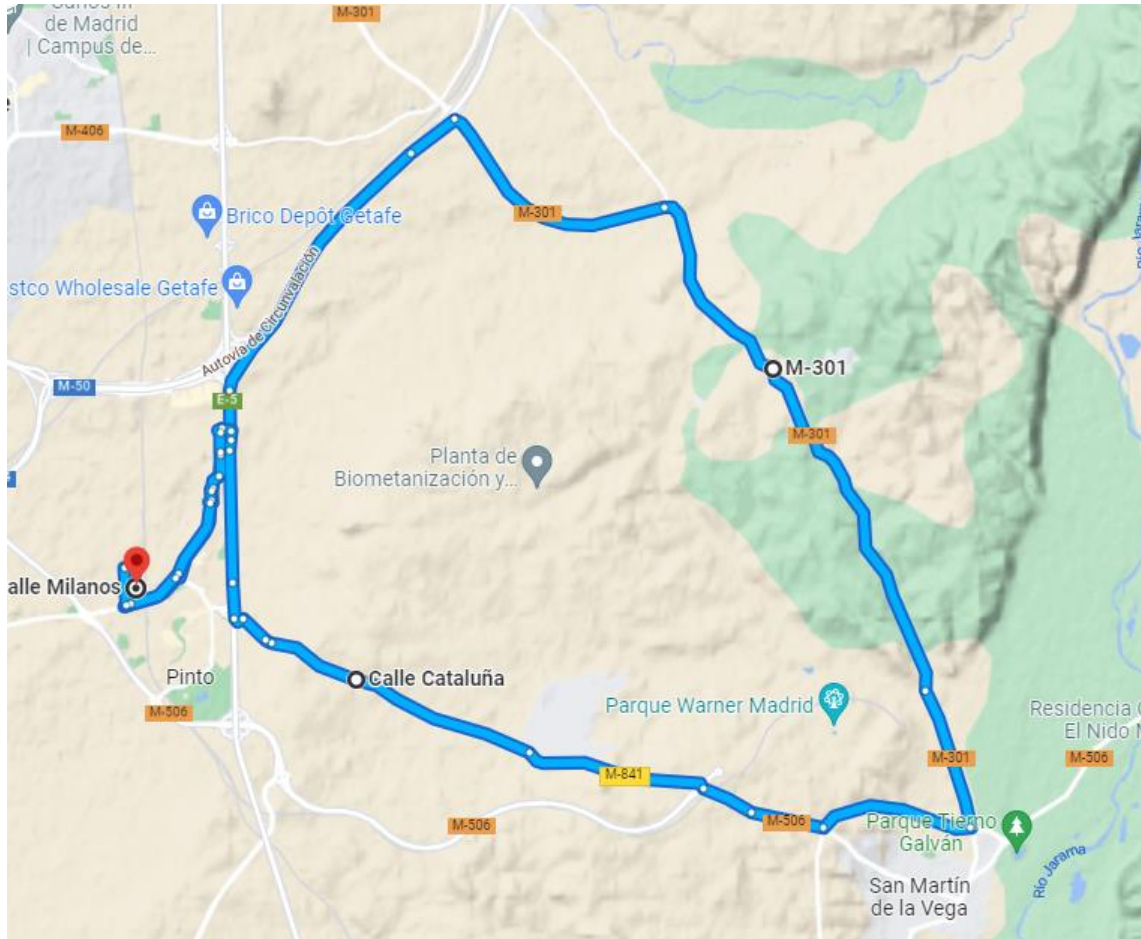 de Madrid
| Campus de...
M-301
M-301
M-406
Brico Depôt Getafe
M-301
stco Wholesale Getafe
Autovía de Circunvalación
M-50
E-5
M-301
M-301
Planta de
Biometanización y...
alle Milanos
Calle Cataluña
Pinto
M-506
Parque Warner Madrid
Residencia
El Nido
M-506
M-301
M-841
M-506
M-506
Parque Tierno
Galván
Río Jarama
San Martín
de la Vega